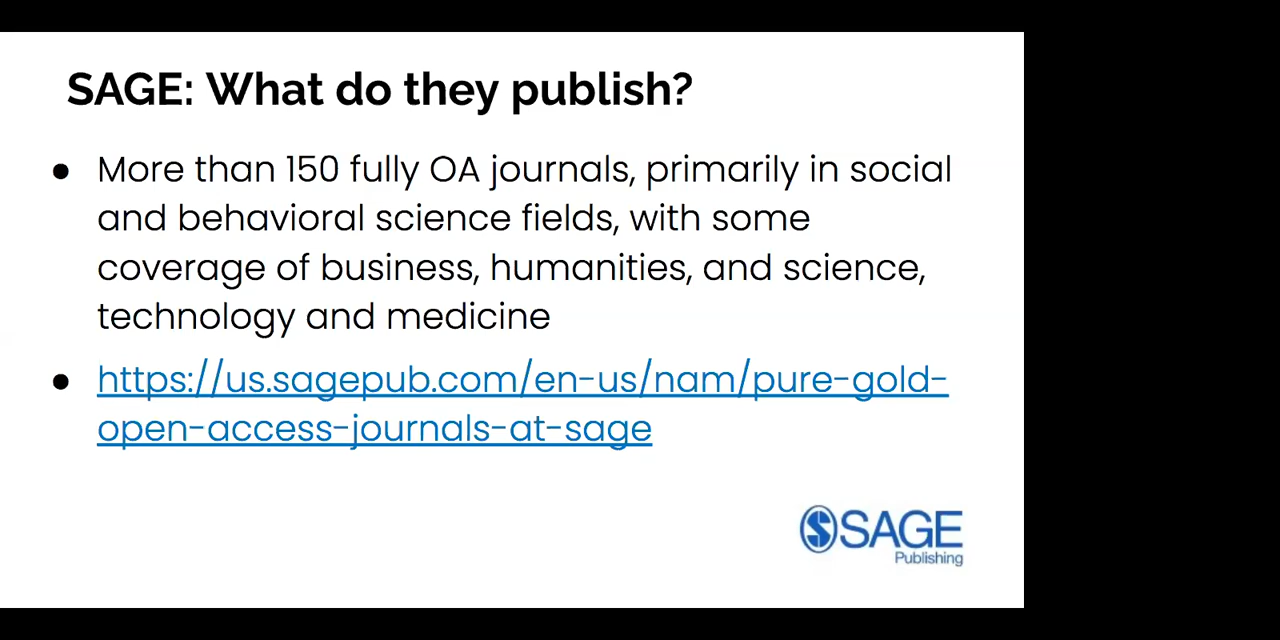 SAGE: What do they publish?
● More than 150 fully OA journals, primarily in social
and behavioral science fields, with some
coverage of business, humanities, and science,
technology and medicine
● https://us.sagepub.com/en-us/nam/pure-gold-
open-access-journals-at-sage
SAGE
Publishing